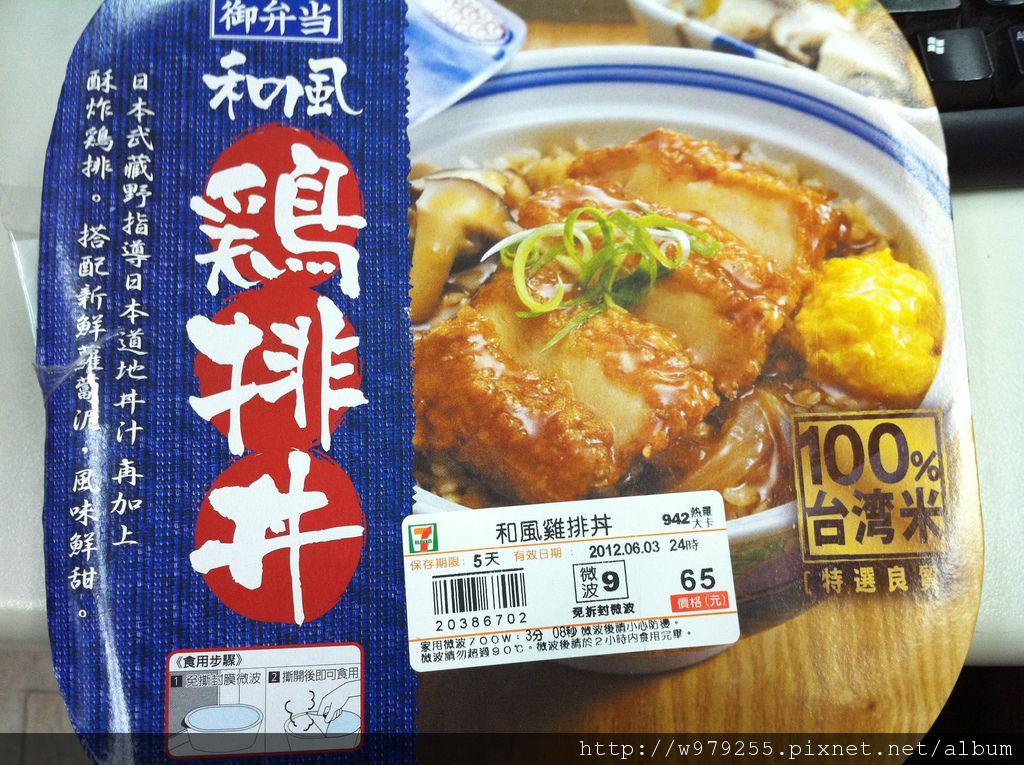 御弁当
和風
鶏排丼
日本武藏野指導日本道地丼汁再加上
酥炸鶏排。搭配新鮮蘿蔔泥,風味鮮甜。
100%
台湾米
[特選良質
7 ELEVEN
和風雞排丼
942熱量大卡
保存期限: 5天 有效日期: 2012.06.03 24時
20386702
微波9
免拆封微波
65
價格(元)
家用微波700W:3分 08秒 微波後請小心防燙。
微波請勿超過90℃。微波後請於2小時內食用完畢。
《食用步驟》
1 免撕封膜微波
2 撕開後即可食用
http://w979255.pixnet.net/album